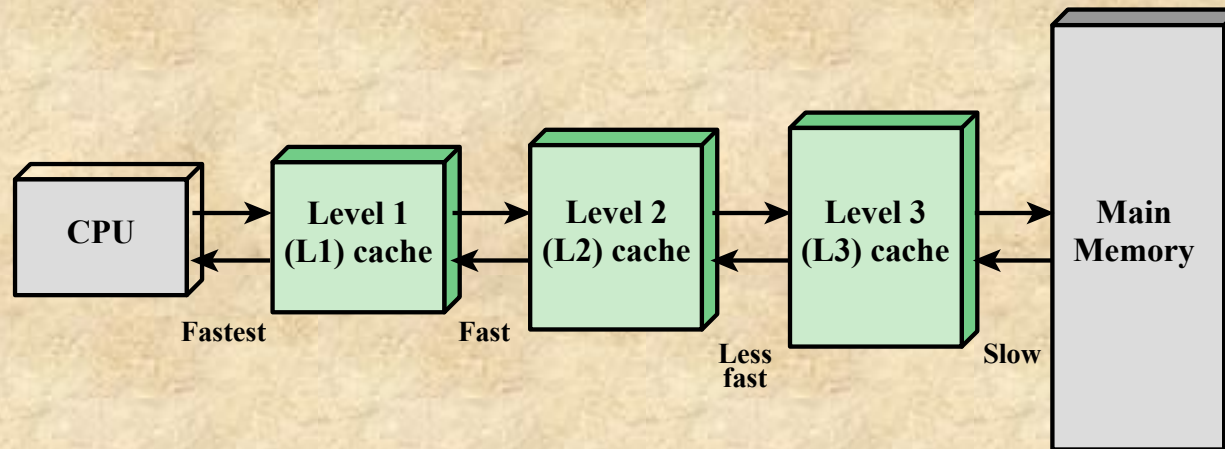 CPU
Level 1
(L1) cache
Level 2
(L2) cache
Level 3
(L3) cache
Main
Memory
Fastest
Fast
Less
fast
Slow